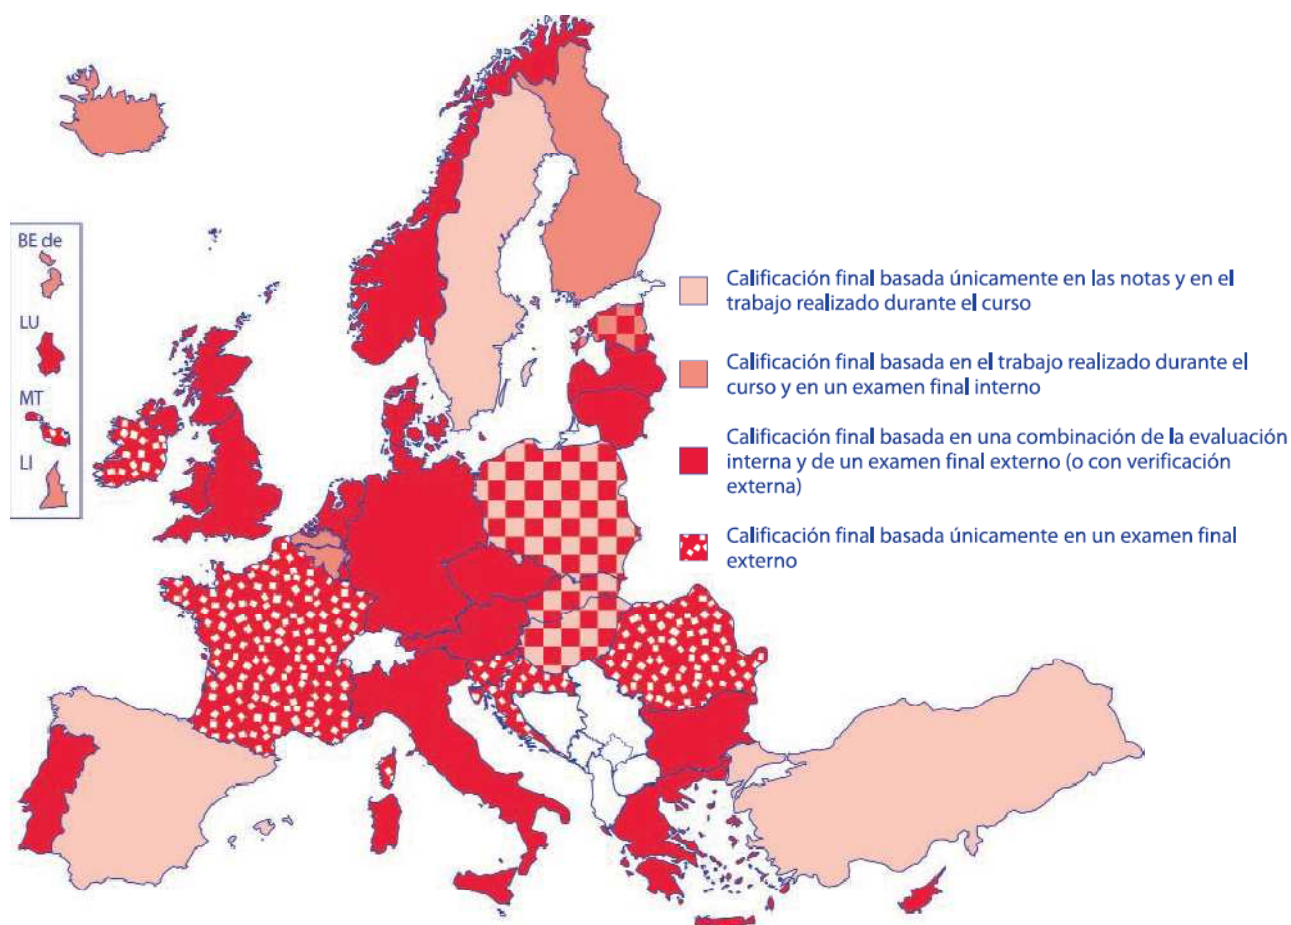 BE de
LU
MT
LI
Calificación final basada únicamente en las notas y en el
trabajo realizado durante el curso
Calificación final basada en el trabajo realizado durante el
curso y en un examen final interno
Calificación final basada en una combinación de la evaluación
interna y de un examen final externo (o con verificación
externa)
Calificación final basada únicamente en un examen final
externo